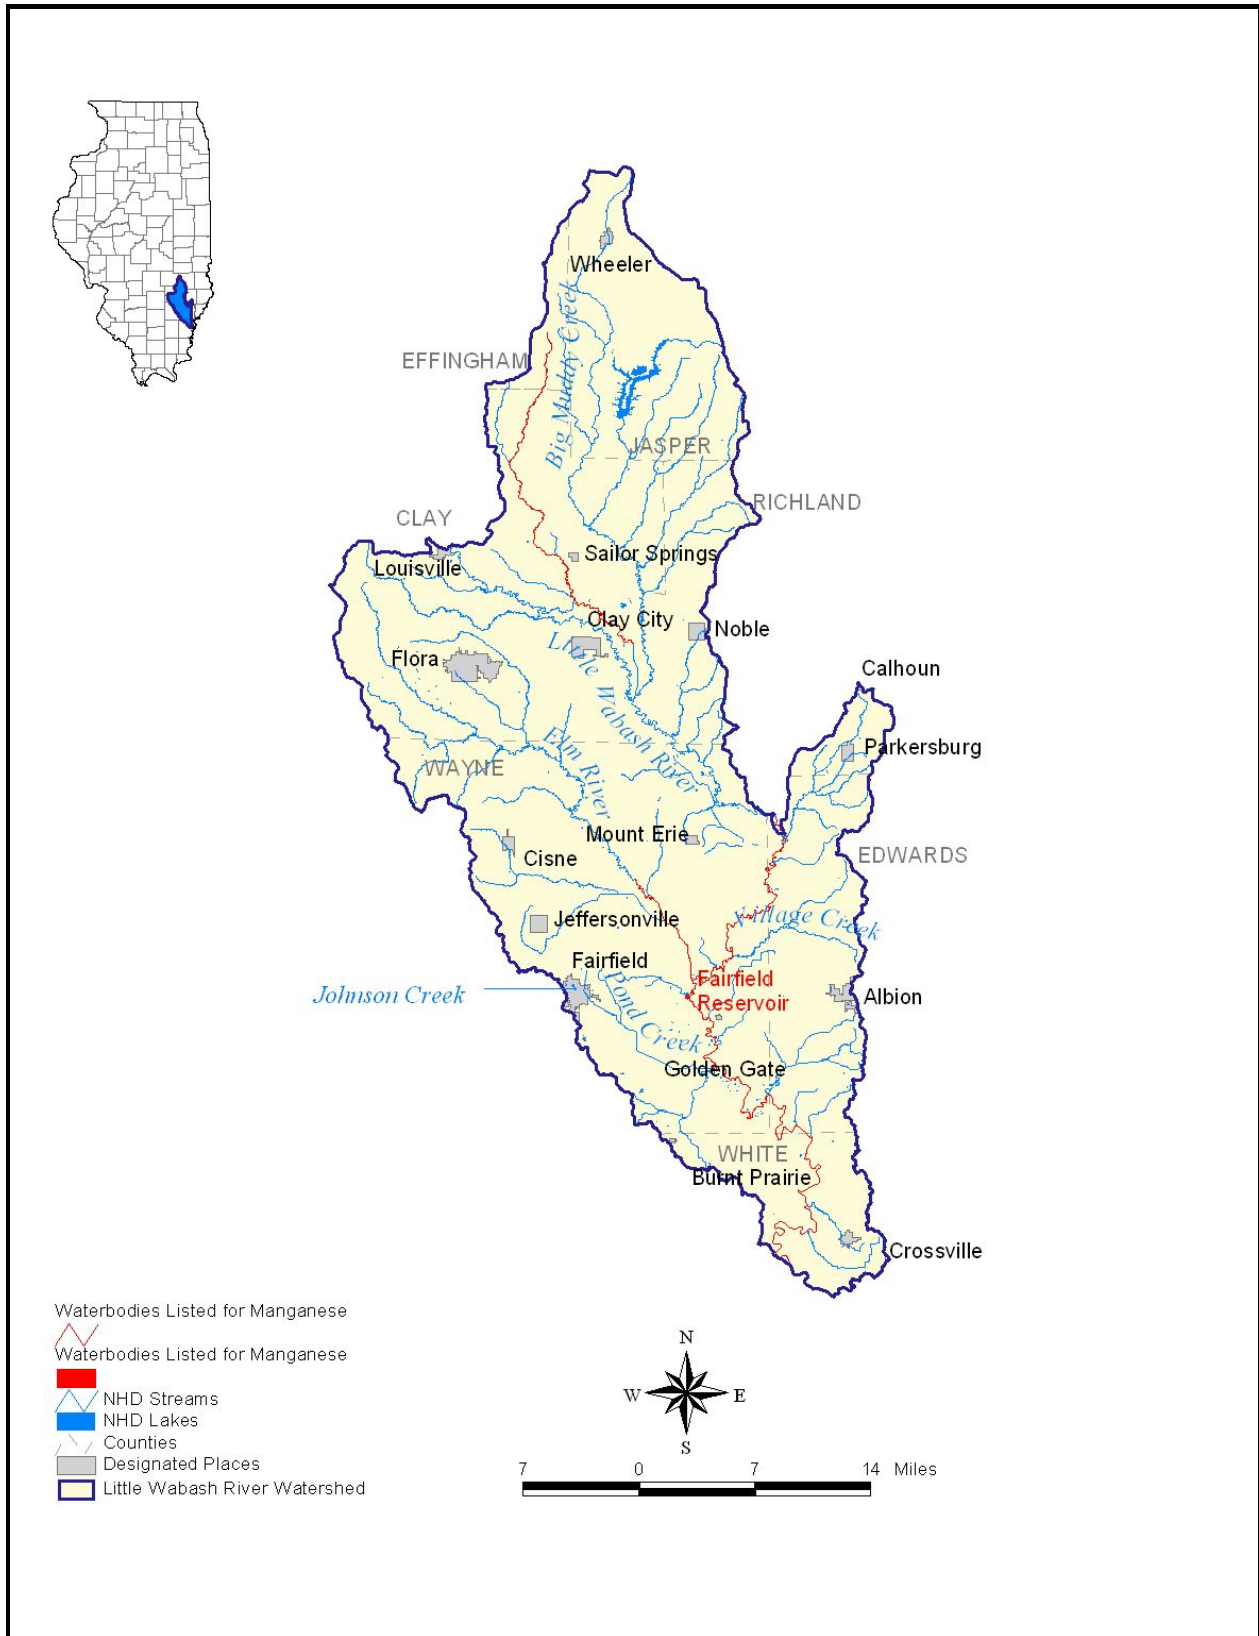 Wheeler
Big Muddy Creek
EFFINGHAM
JASPER
RICHLAND
CLAY
Sailor Springs
Louisville
Clay City
Noble
Little Wabash River
Flora
Calhoun
Elm River
Parkersburg
WAYNE
Mount Erie
Cisne
EDWARDS
Jeffersonville
Village Creek
Fairfield
Fairfield
Reservoir
Johnson Creek
Pond Creek
Albion
Golden Gate
WHITE
Burnt Prairie
Crossville
Waterbodies Listed for Manganese
Waterbodies Listed for Manganese
NHD Streams
NHD Lakes
Counties
Designated Places
Little Wabash River Watershed
N
W E
S
7 0 7 14 Miles